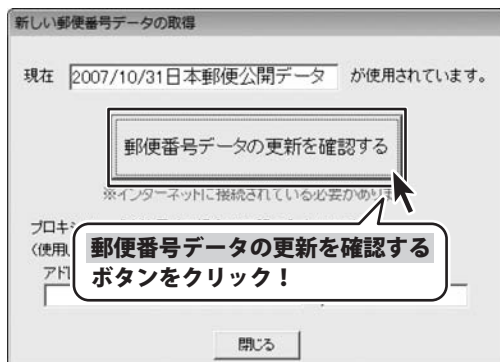 新しい郵便番号データの取得
現在 2007/10/31日本郵便公開データ が使用されています。
郵便番号データの更新を確認する
※インターネットに接続されている必要があります
プロキシ
(使用
郵便番号データの更新を確認する
ボタンをクリック!
アド
閉じる